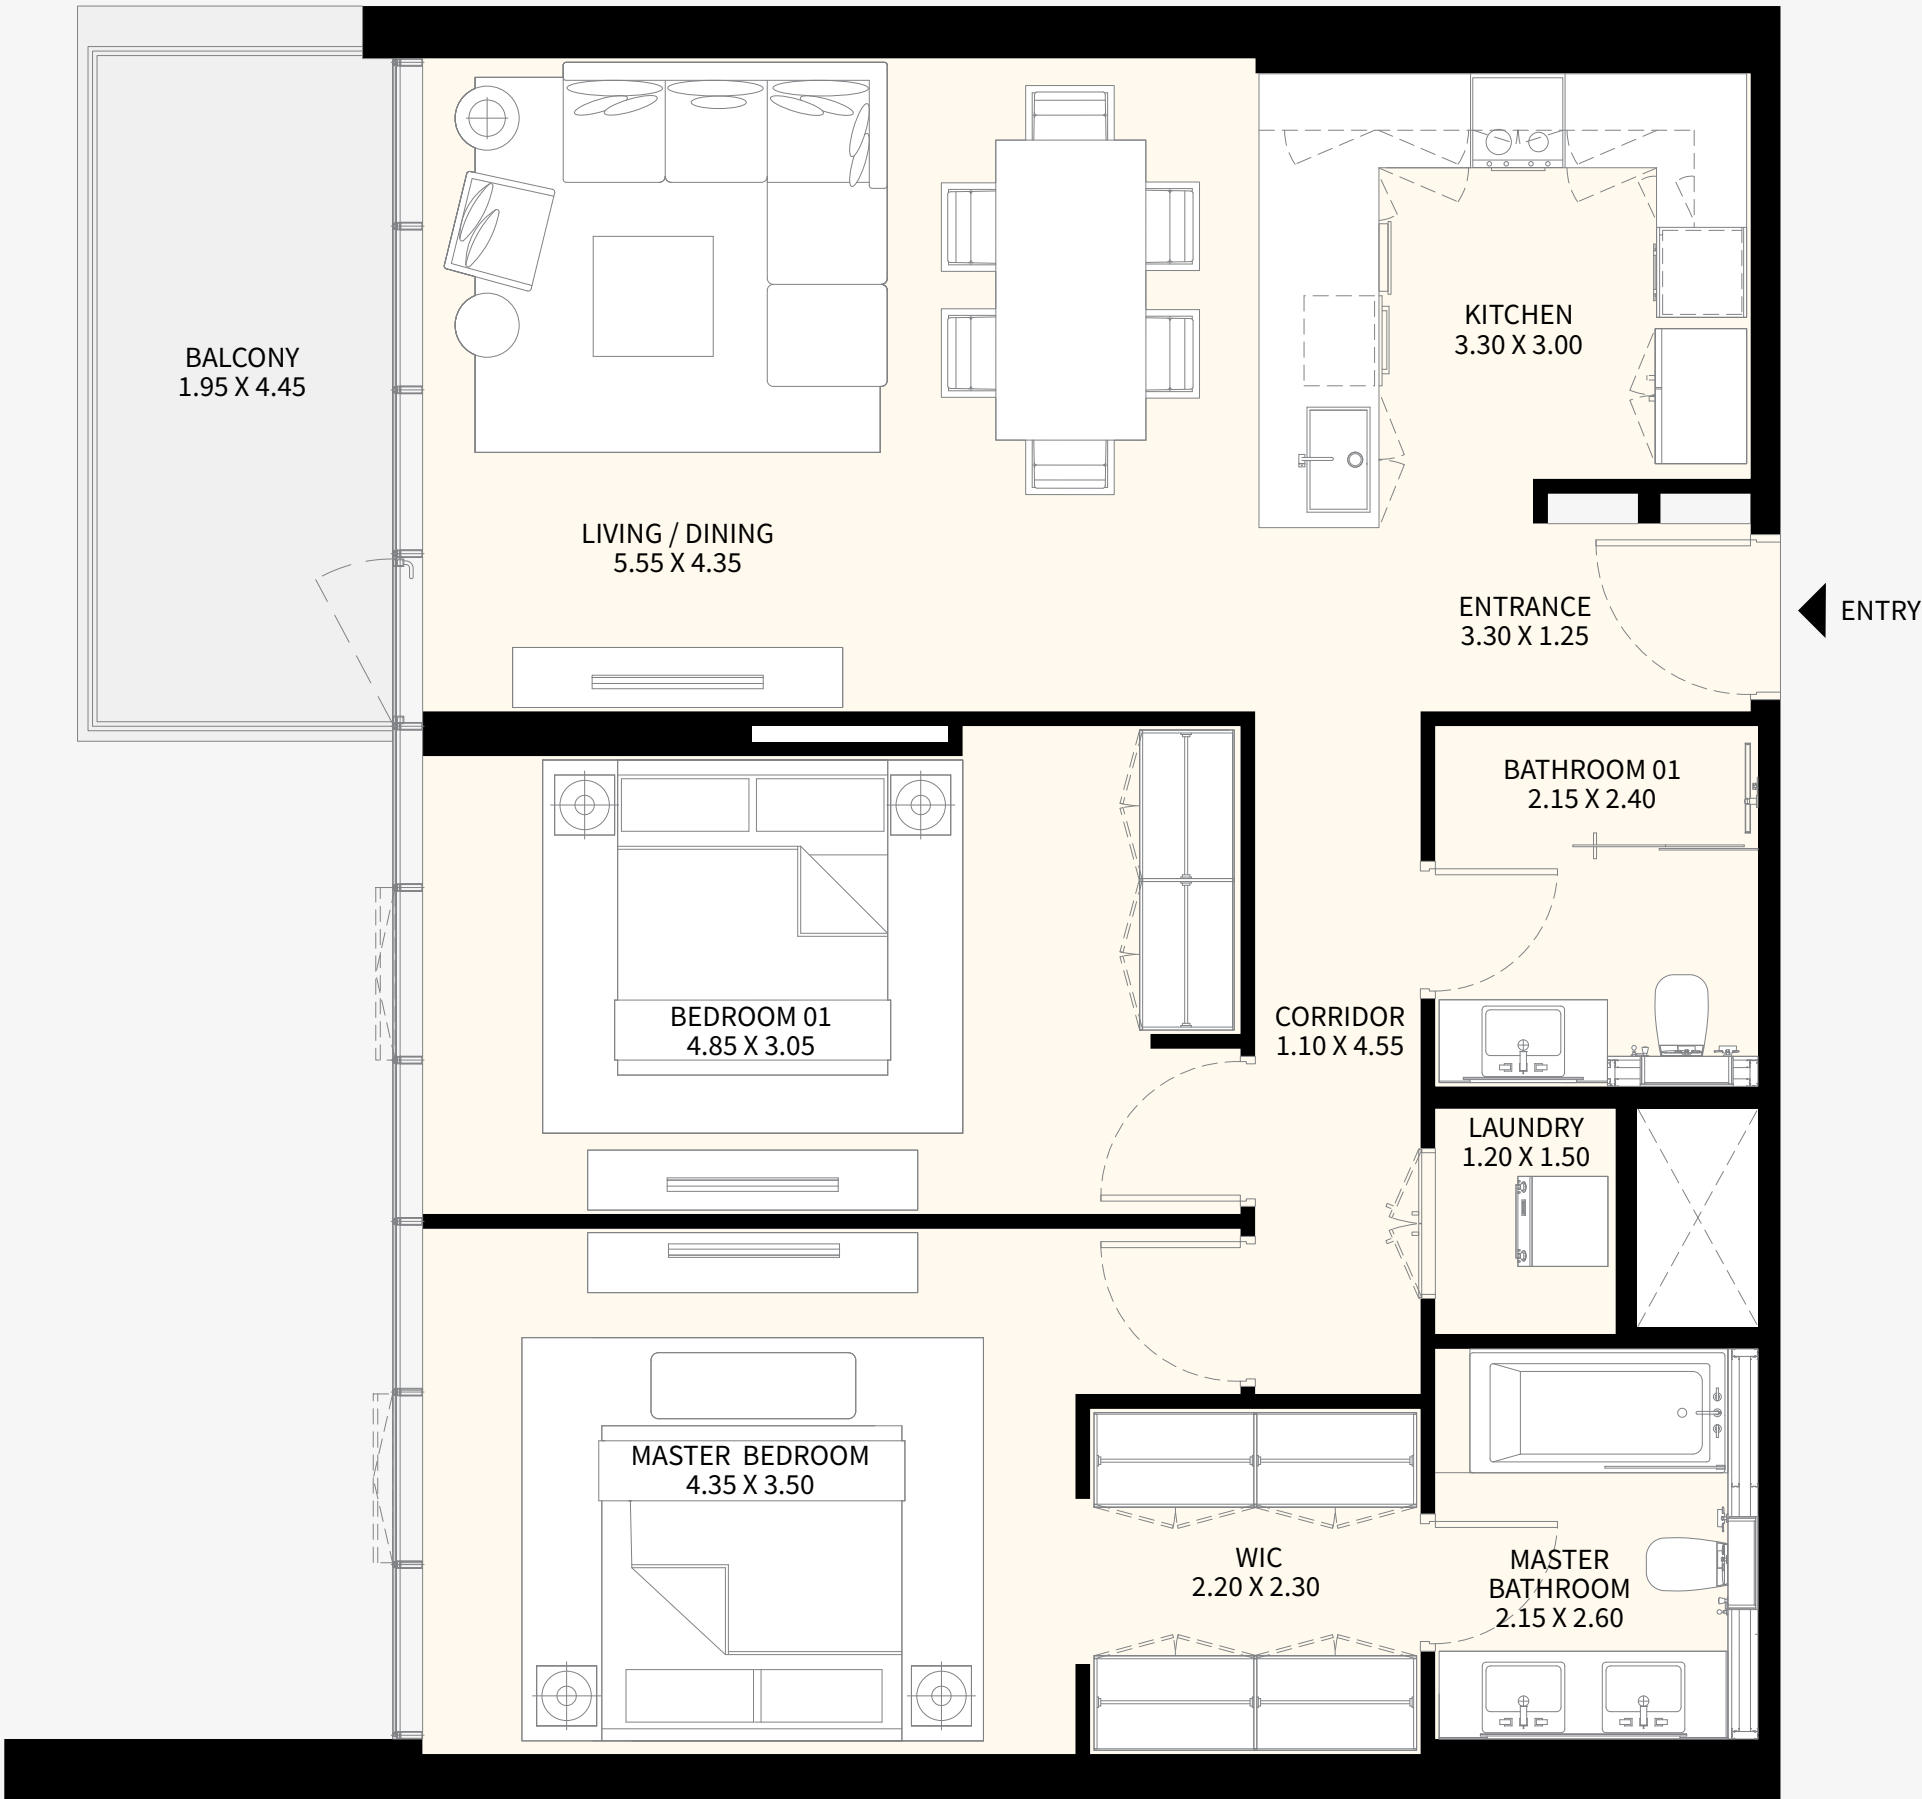 KITCHEN
3.30 X 3.00
BALCONY
1.95 X 4.45
LIVING / DINING
5.55 X 4.35
ENTRANCE
3.30 X 1.25
ENTRY
BATHROOM 01
2.15 X 2.40
BEDROOM 01
4.85 X 3.05
CORRIDOR
1.10 X 4.55
LAUNDRY
1.20 X 1.50
MASTER BEDROOM
4.35 X 3.50
WIC
2.20 X 2.30
MASTER
BATHROOM
2.15 X 2.60